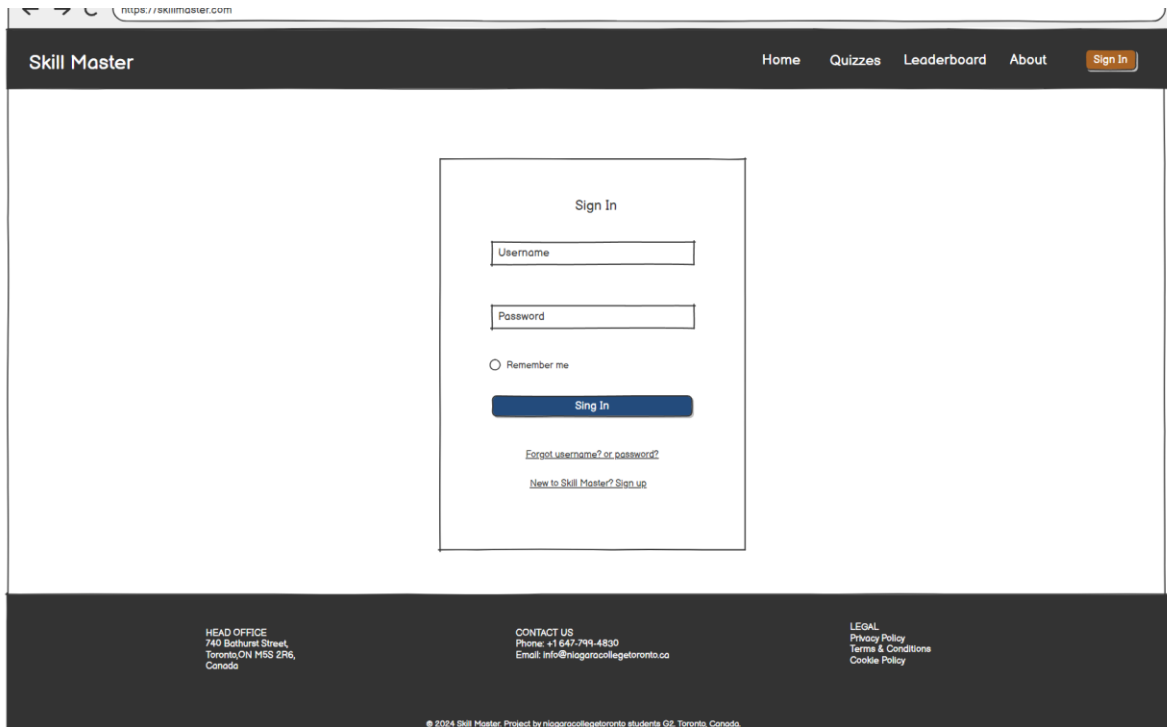 https://skillmaster.com
Skill Master
Home Quizzes Leaderboard About Sign In
Sign In
Username
Password
Remember me
Sing In
Forgot username? or password?
New to Skill Master? Sign up
HEAD OFFICE
740 Bathurst Street,
Toronto,ON M5S 2R6,
Canada
CONTACT US
Phone: +1 647-799-4830
Email: info@niagaracollegetoronto.ca
LEGAL
Privacy Policy
Terms & Conditions
Cookie Policy
© 2024 Skill Master. Project by niagaracollegetoronto students G2, Toronto, Canada.